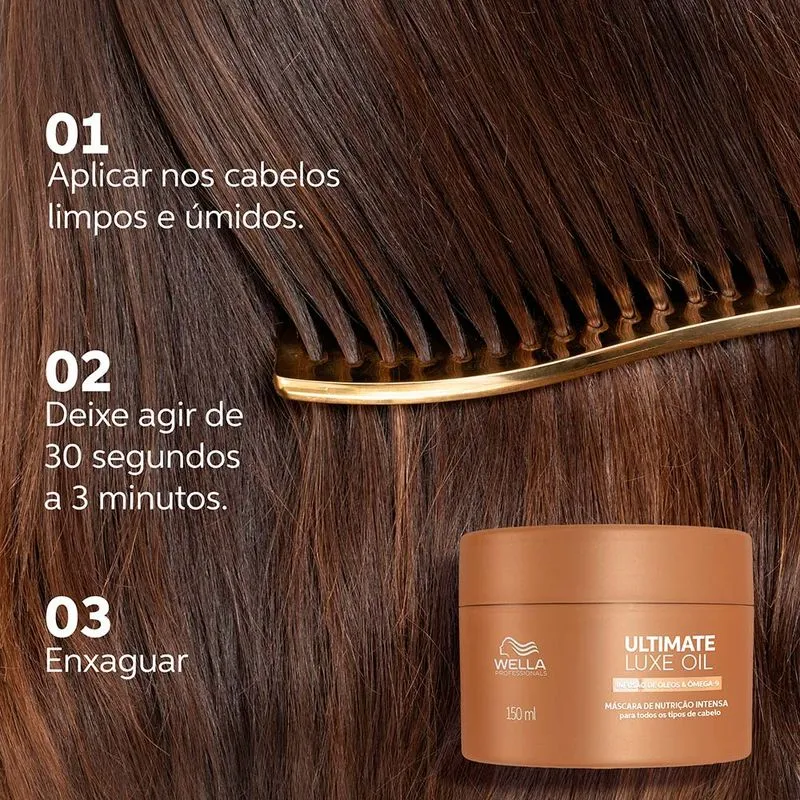 01
Aplicar nos cabelos
limpos e úmidos.
02
Deixe agir de
30 segundos
a 3 minutos.
03
Enxaguar
WELLA
PROFESSIONALS
150 ml
ULTIMATE
LUXE OIL
INFUSÃO DE ÓLEOS & ÔMEGA-9
MÁSCARA DE NUTRIÇÃO INTENSA
para todos os tipos de cabelo